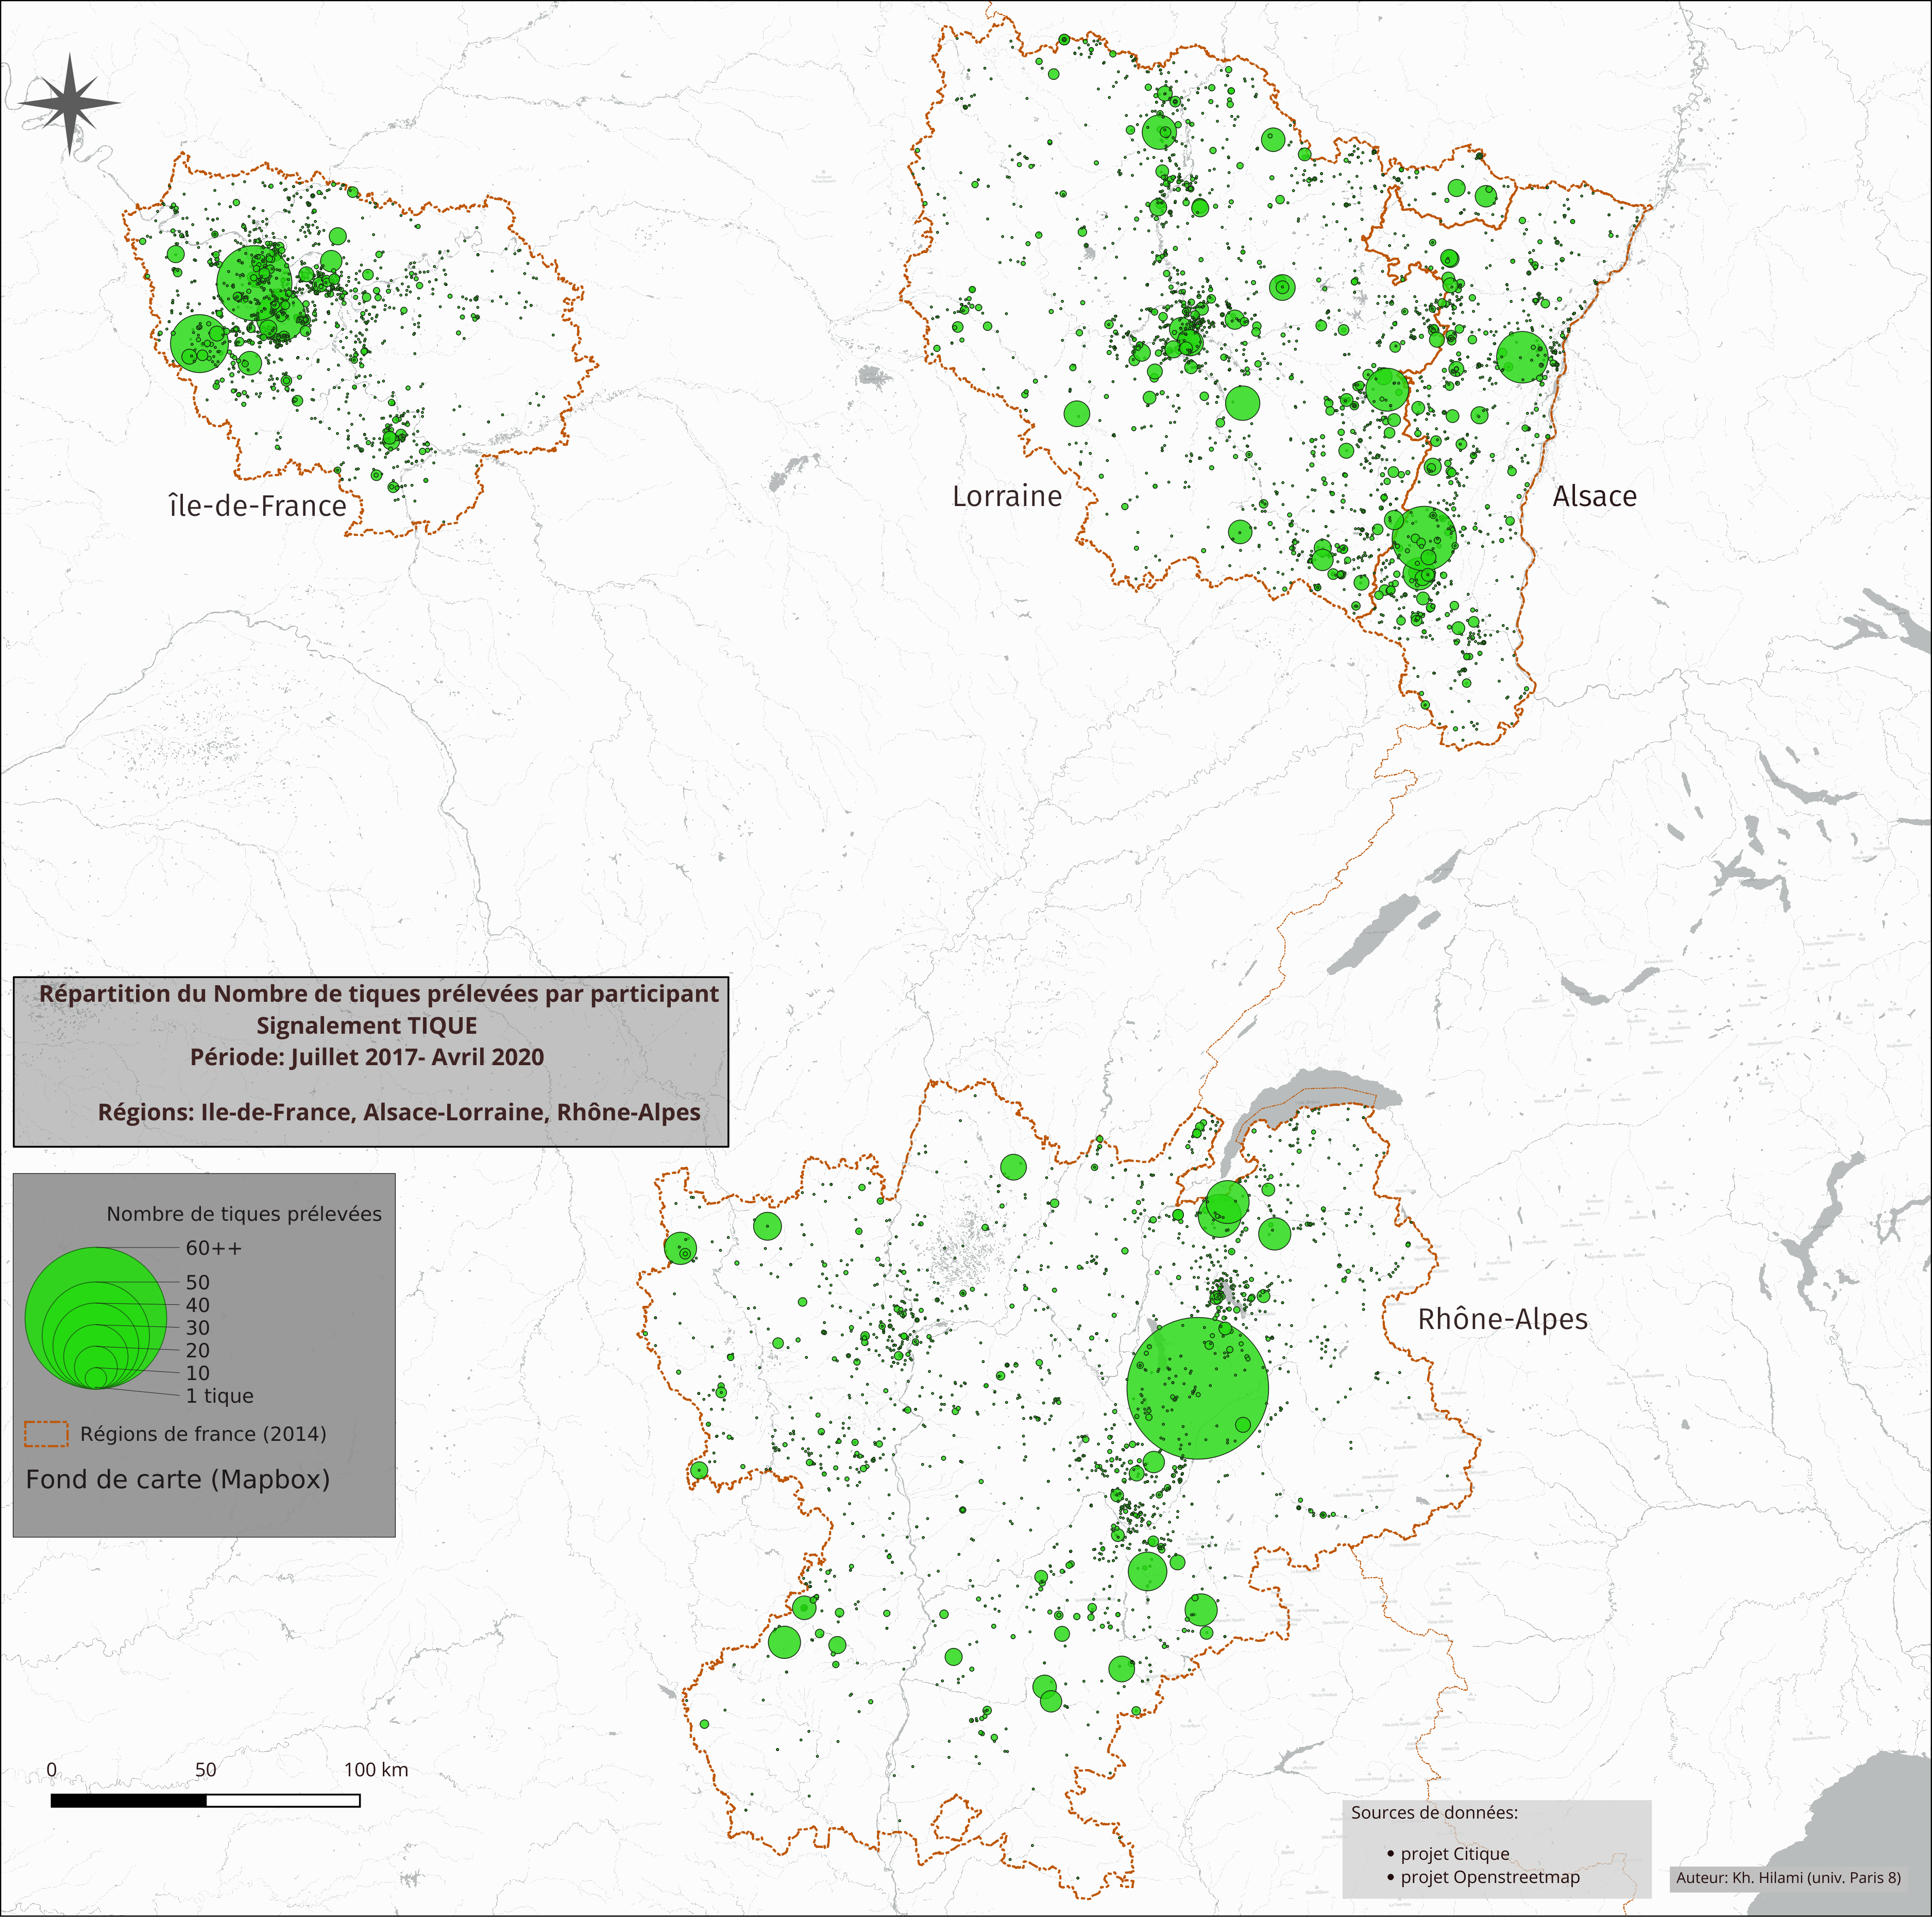 île-de-France
Lorraine
Alsace
Répartition du Nombre de tiques prélevées par participant
Signalement TIQUE
Période: Juillet 2017- Avril 2020
Régions: Ile-de-France, Alsace-Lorraine, Rhône-Alpes
Nombre de tiques prélevées
60++
50
40
30
20
10
1 tique
Régions de france (2014)
Fond de carte (Mapbox)
Rhône-Alpes
0 50 100 km
Sources de données:
• projet Citique
• projet Openstreetmap
Auteur: Kh. Hilami (univ. Paris 8)